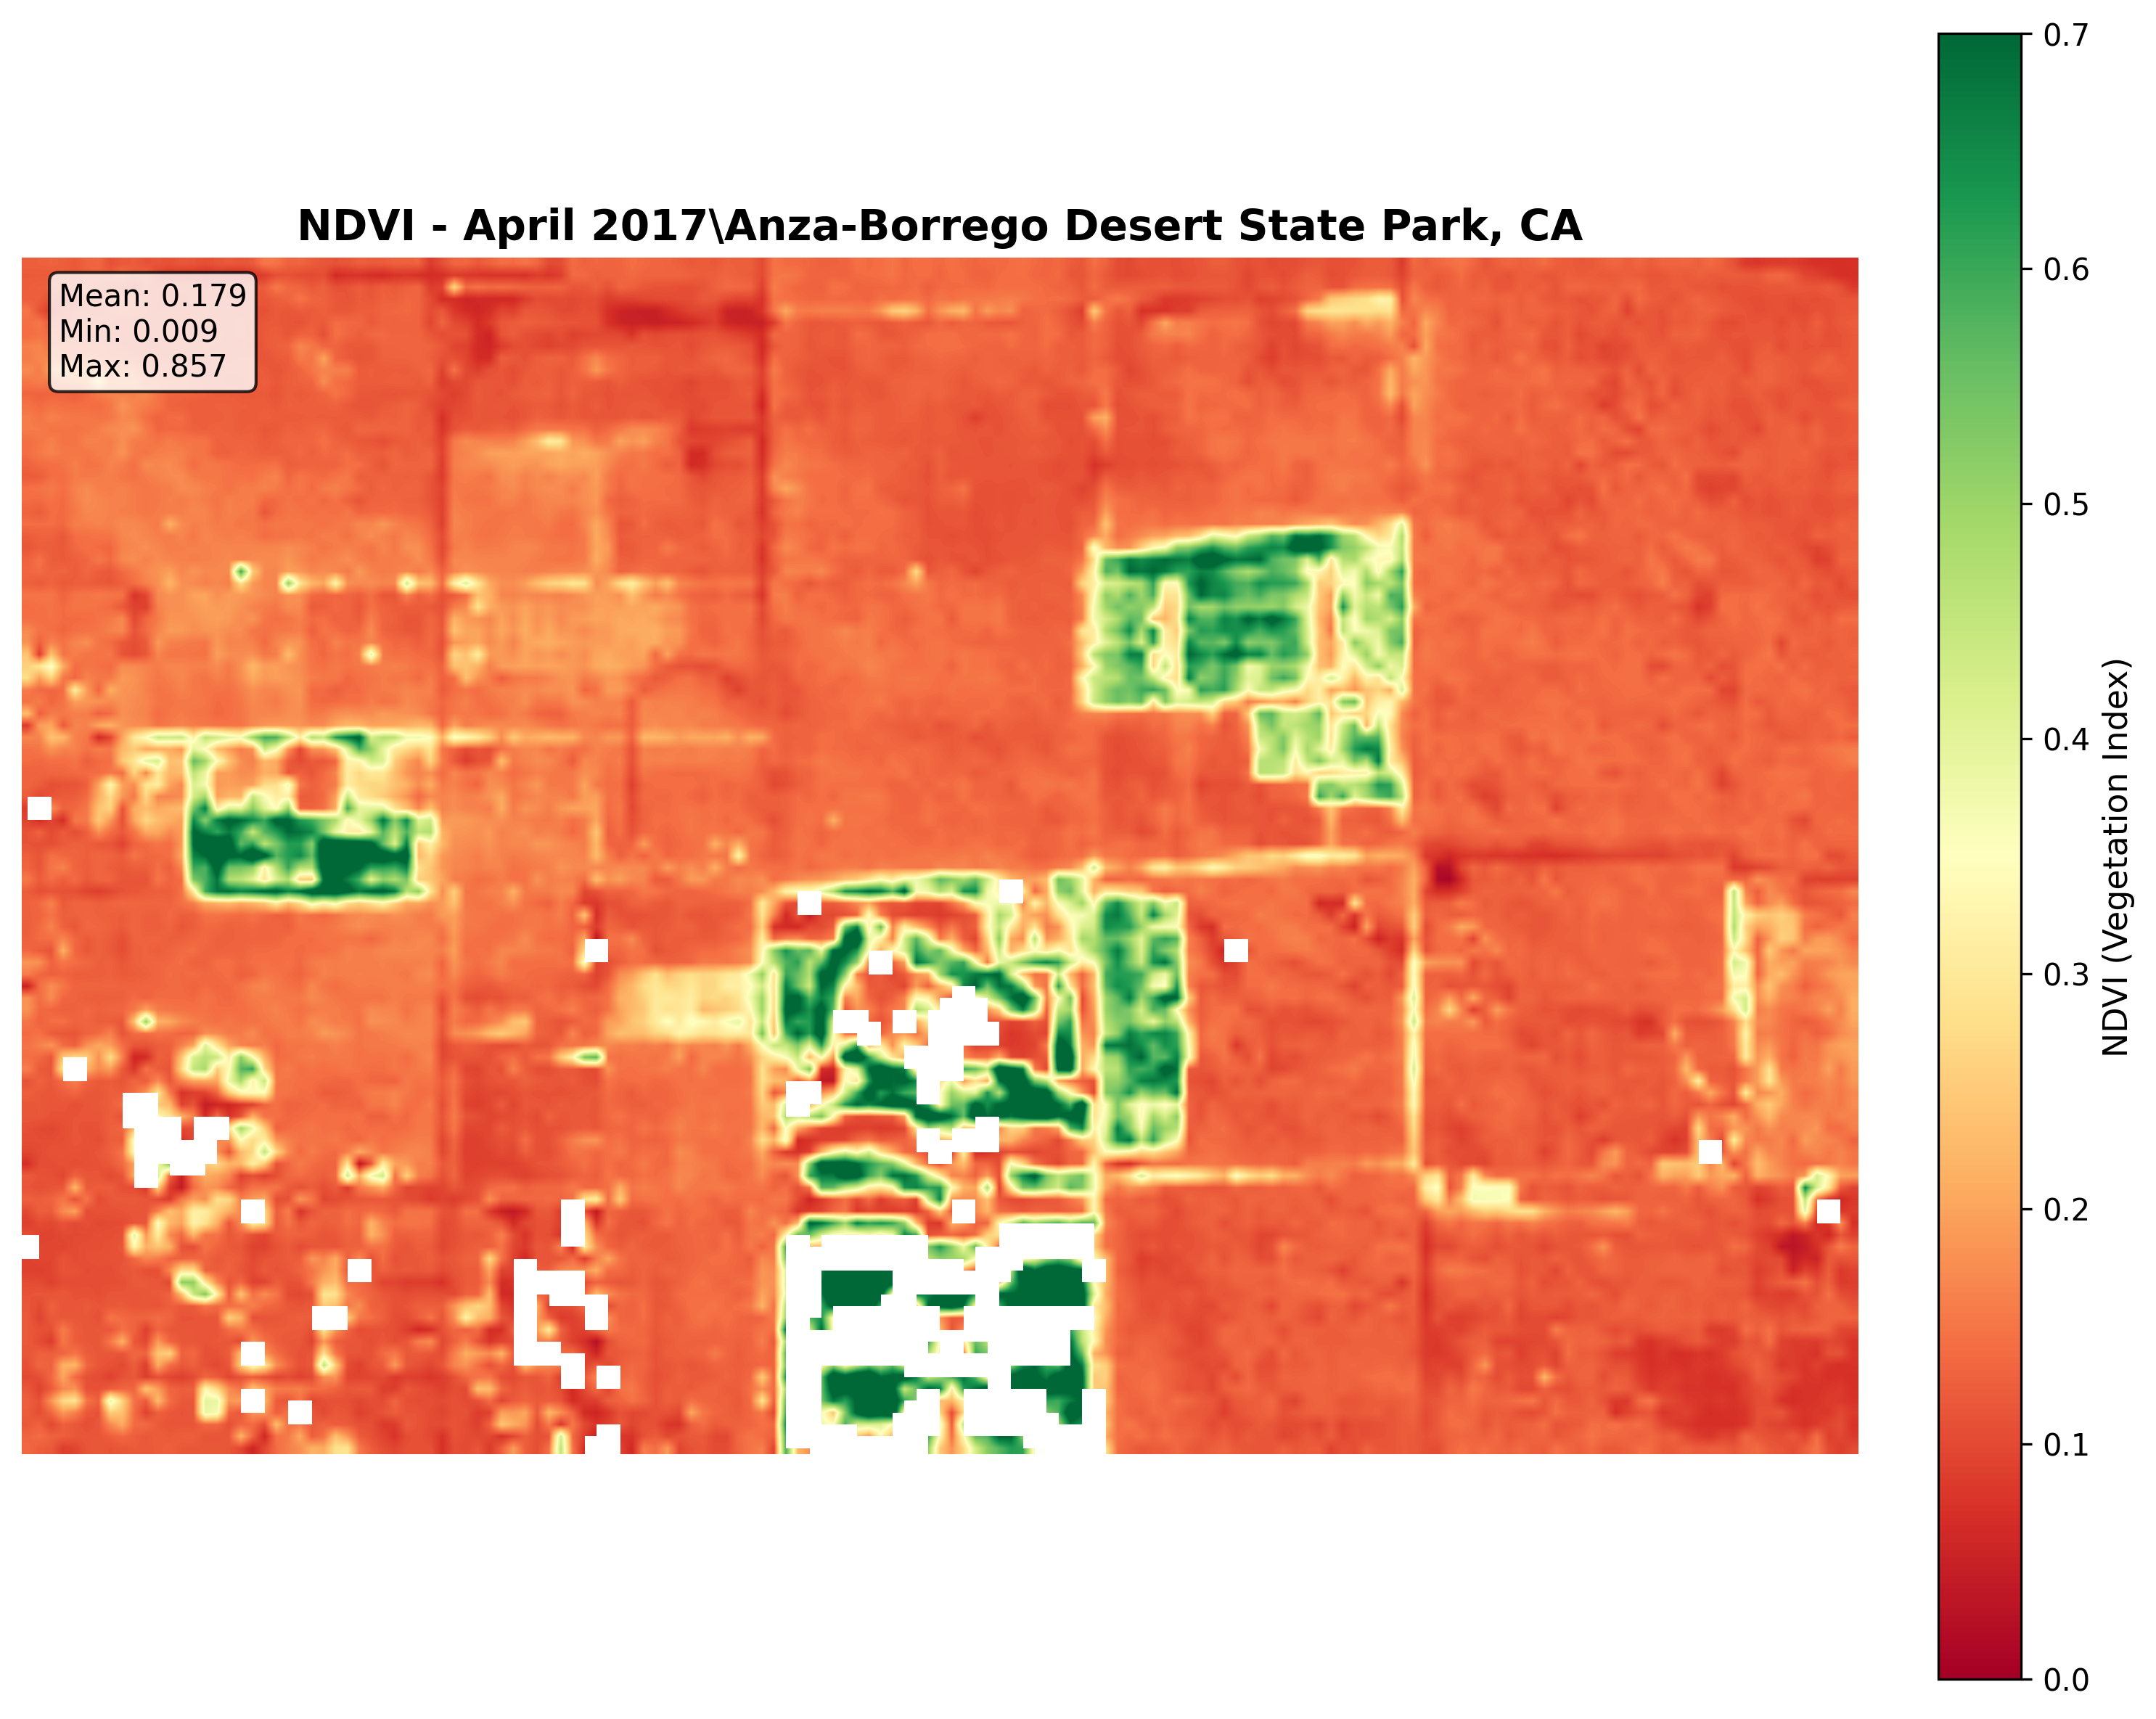 NDVI - April 2017\Anza-Borrego Desert State Park, CA
Mean: 0.179
Min: 0.009
Max: 0.857
0.7
0.6
0.5
0.4
0.3
0.2
0.1
0.0
NDVI (Vegetation Index)